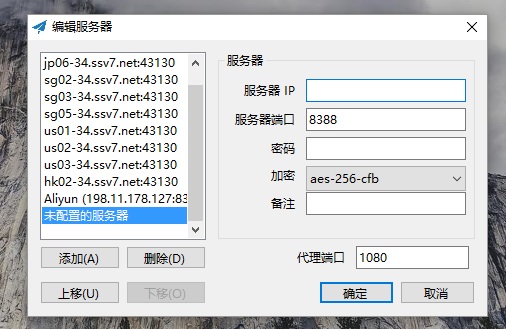 编辑服务器
jp06-34.ssv7.net:43130
sg02-34.ssv7.net:43130
sg03-34.ssv7.net:43130
sg05-34.ssv7.net:43130
us01-34.ssv7.net:43130
us02-34.ssv7.net:43130
us03-34.ssv7.net:43130
hk02-34.ssv7.net:43130
Aliyun (198.11.178.127:83
未配置的服务器
添加(A)
删除(D)
上移(U)
下移(O)
服务器
服务器 IP
服务器端口
8388
密码
加密
aes-256-cfb
备注
代理端口
1080
确定
取消